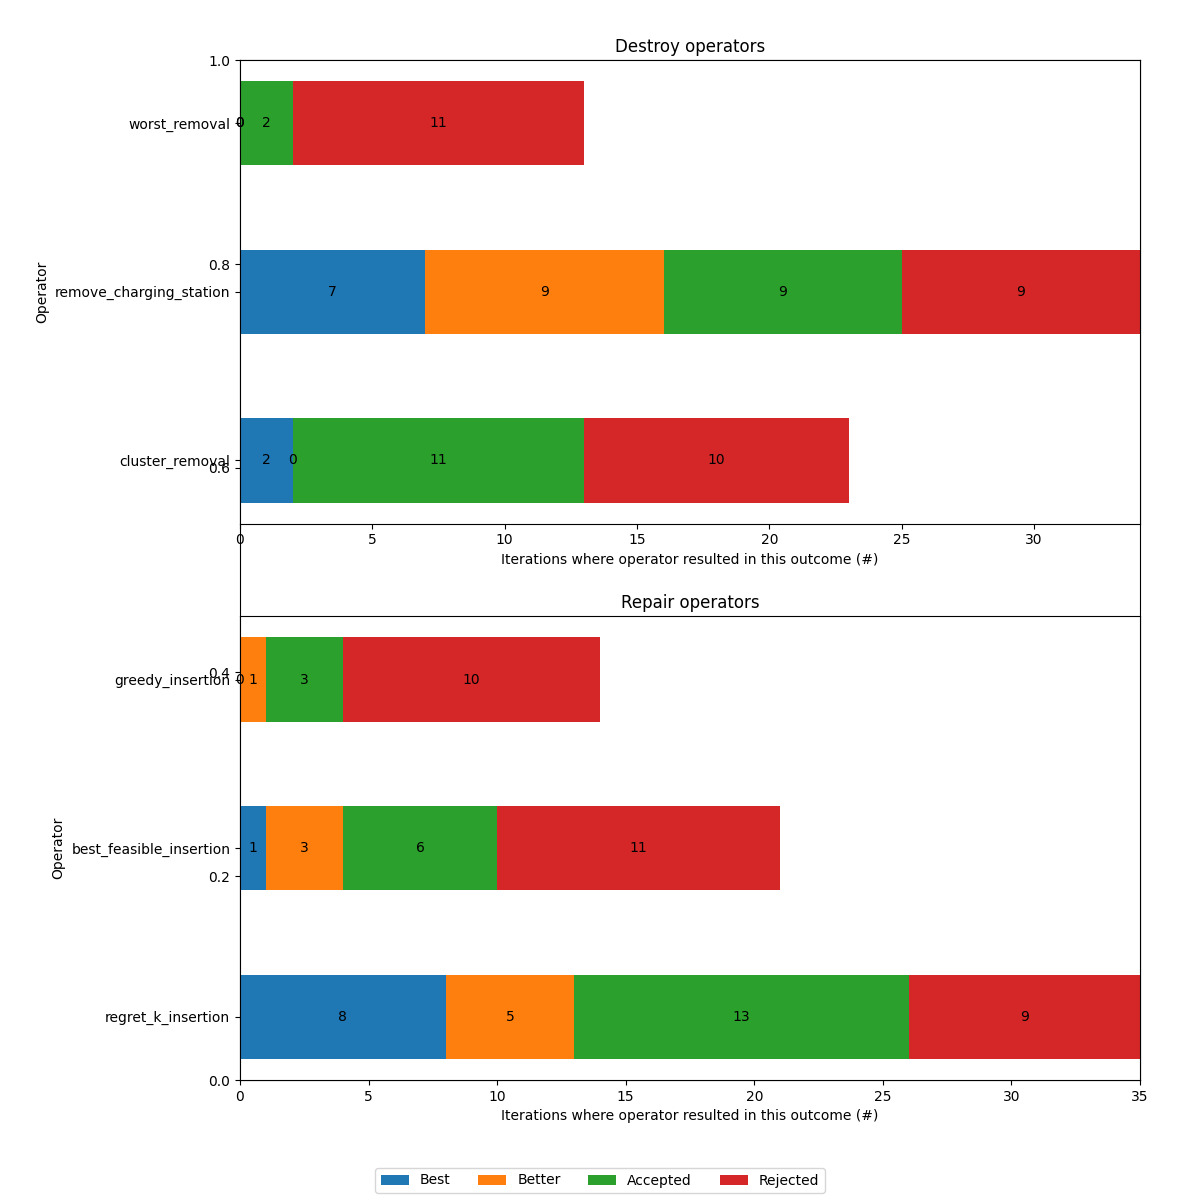 Destroy operators
1.0
worst_removal 0 0 2 11
0.8
remove_charging_station 7 9 9 9
Operator
cluster_removal 2 0 11 10
0.6
0 5 10 15 20 25 30
Iterations where operator resulted in this outcome (#)
Repair operators
0.4
greedy_insertion 0 1 3 10
best_feasible_insertion 1 3 6 11
Operator
0.2
regret_k_insertion 8 5 13 9
0.0
0 5 10 15 20 25 30 35
Iterations where operator resulted in this outcome (#)
Best Better Accepted Rejected